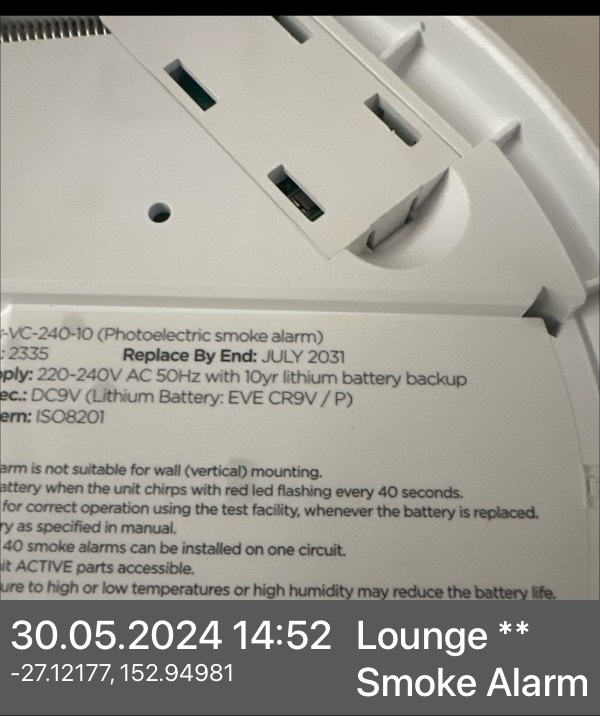 -VC-240-10 (Photoelectric smoke alarm)
: 2335 Replace By End: JULY 2031
ply: 220-240V AC 50Hz with 10yr lithium battery backup
ec.: DC9V (Lithium Battery: EVE CR9V / P)
ern: ISO8201
arm is not suitable for wall (vertical) mounting.
attery when the unit chirps with red led flashing every 40 seconds.
for correct operation using the test facility, whenever the battery is replaced.
ry as specified in manual.
40 smoke alarms can be installed on one circuit.
it ACTIVE parts accessible.
ure to high or low temperatures or high humidity may reduce the battery life.
30.05.2024 14:52
-27.12177, 152.94981
Lounge **
Smoke Alarm